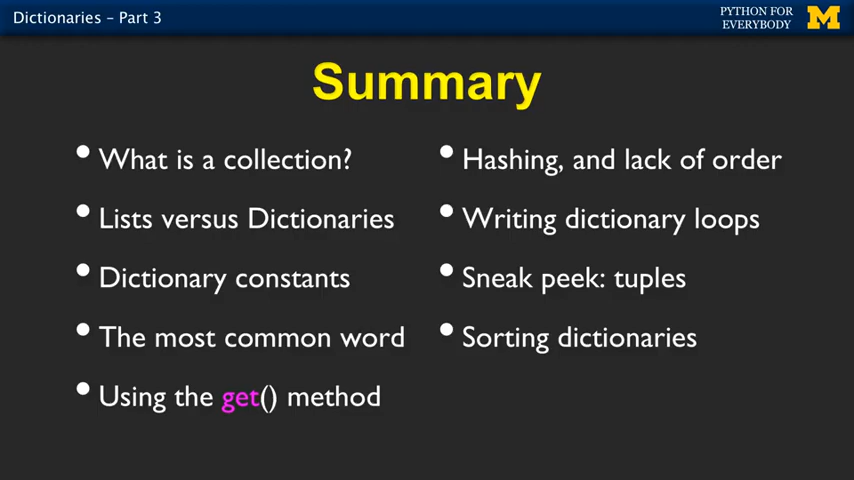 Dictionaries – Part 3
PYTHON FOR
EVERYBODY
M
Summary
• What is a collection?
• Lists versus Dictionaries
• Dictionary constants
• The most common word
• Using the get() method
• Hashing, and lack of order
• Writing dictionary loops
• Sneak peek: tuples
• Sorting dictionaries